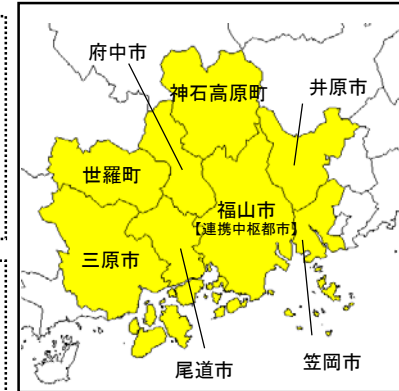 府中市
神石高原町
井原市
世羅町
福山市
【連携中枢都市】
三原市
尾道市
笠岡市